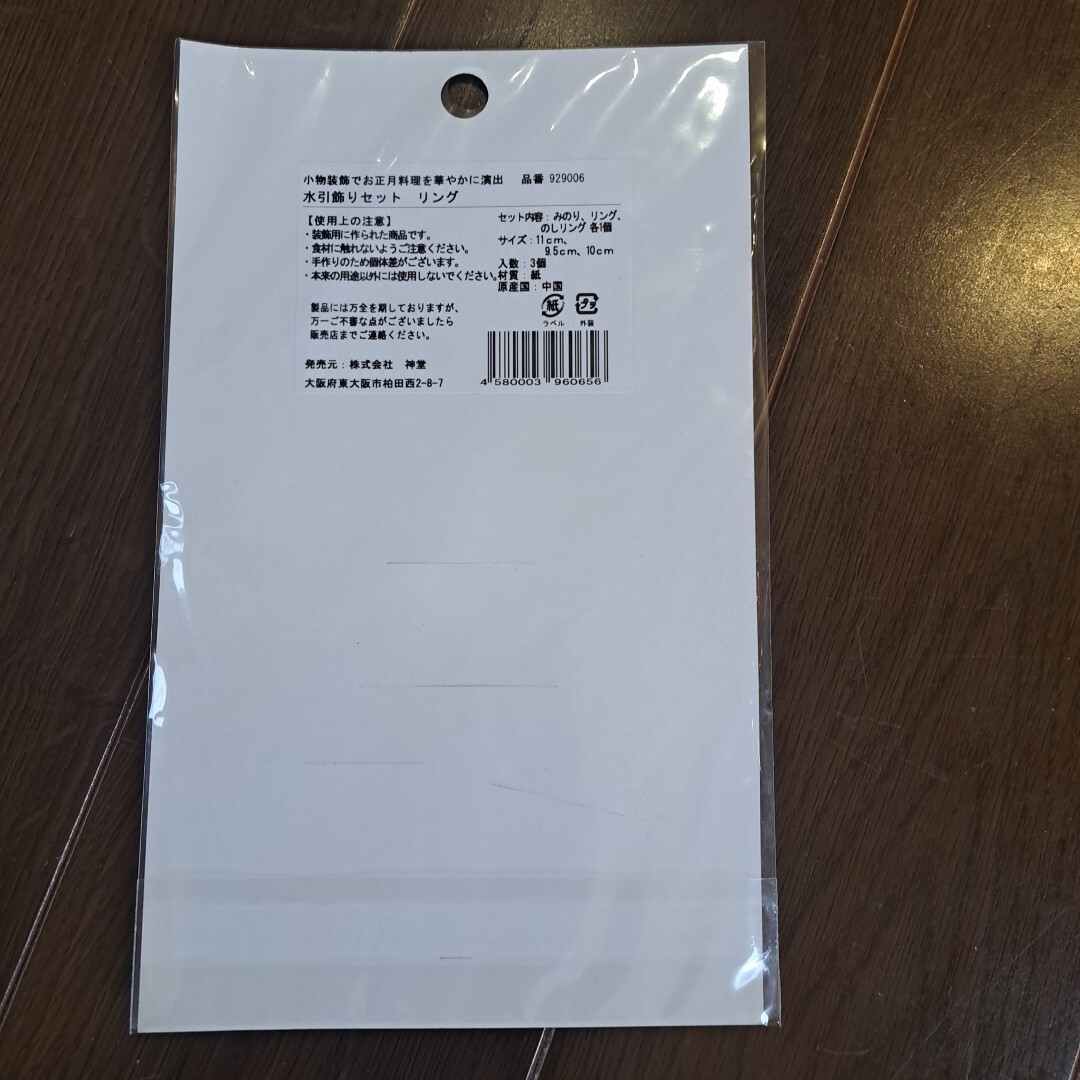 小物装飾でお正月料理を華やかに演出 品番 929006
水引飾りセット リング
【使用上の注意】
・装飾用に作られた商品です。
・食材に触れないようご注意ください。
・手作りのため個体差がございます。
・本来の用途以外には使用しないでください。
セット内容：みのり、リング、
のしリング 各1個
サイズ：11cm、
9.5cm、10cm
入数：3個
材質：紙
原産国：中国
製品には万全を期しておりますが、
万一ご不審な点がございましたら
販売店までご連絡ください。
紙 プラ
ラベル 外装
発売元：株式会社 神堂
大阪府東大阪市柏田西2-8-7
4 580003 960656